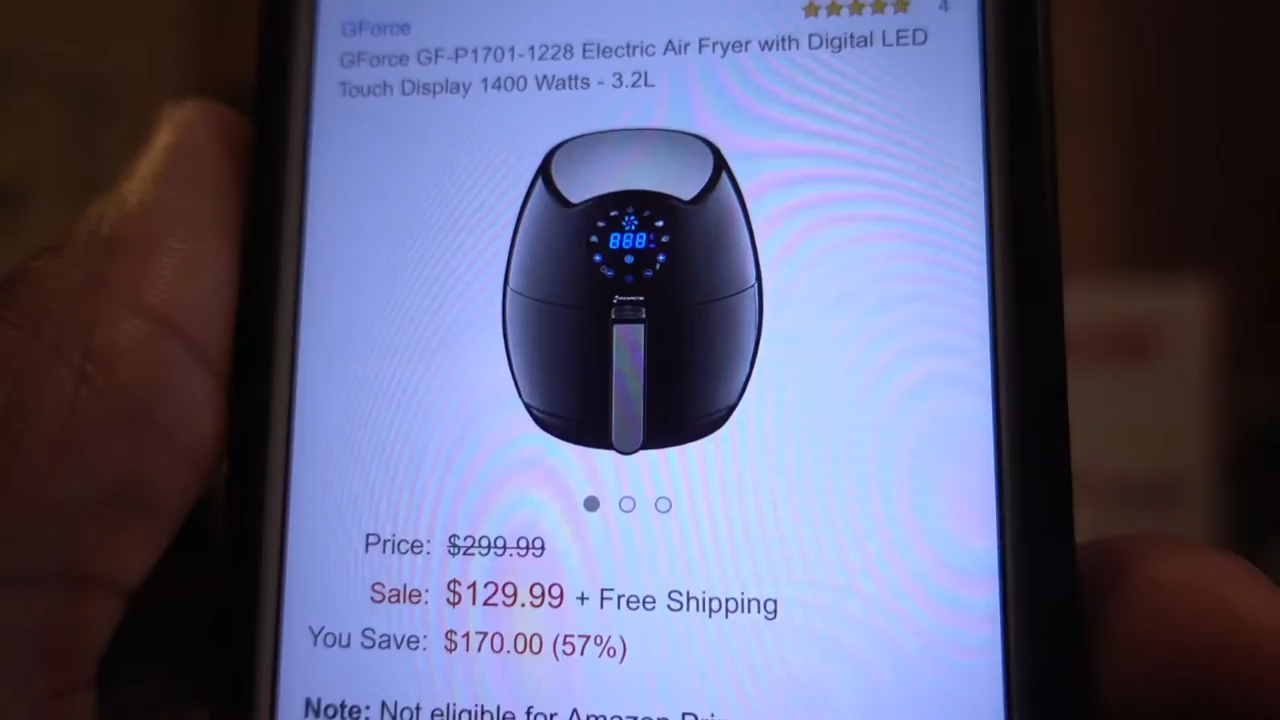 4
GForce
GForce GF-P1701-1228 Electric Air Fryer with Digital LED
Touch Display 1400 Watts - 3.2L
888
Price: $299.99
Sale: $129.99 + Free Shipping
You Save: $170.00 (57%)
Note: Not eligible for Amazon